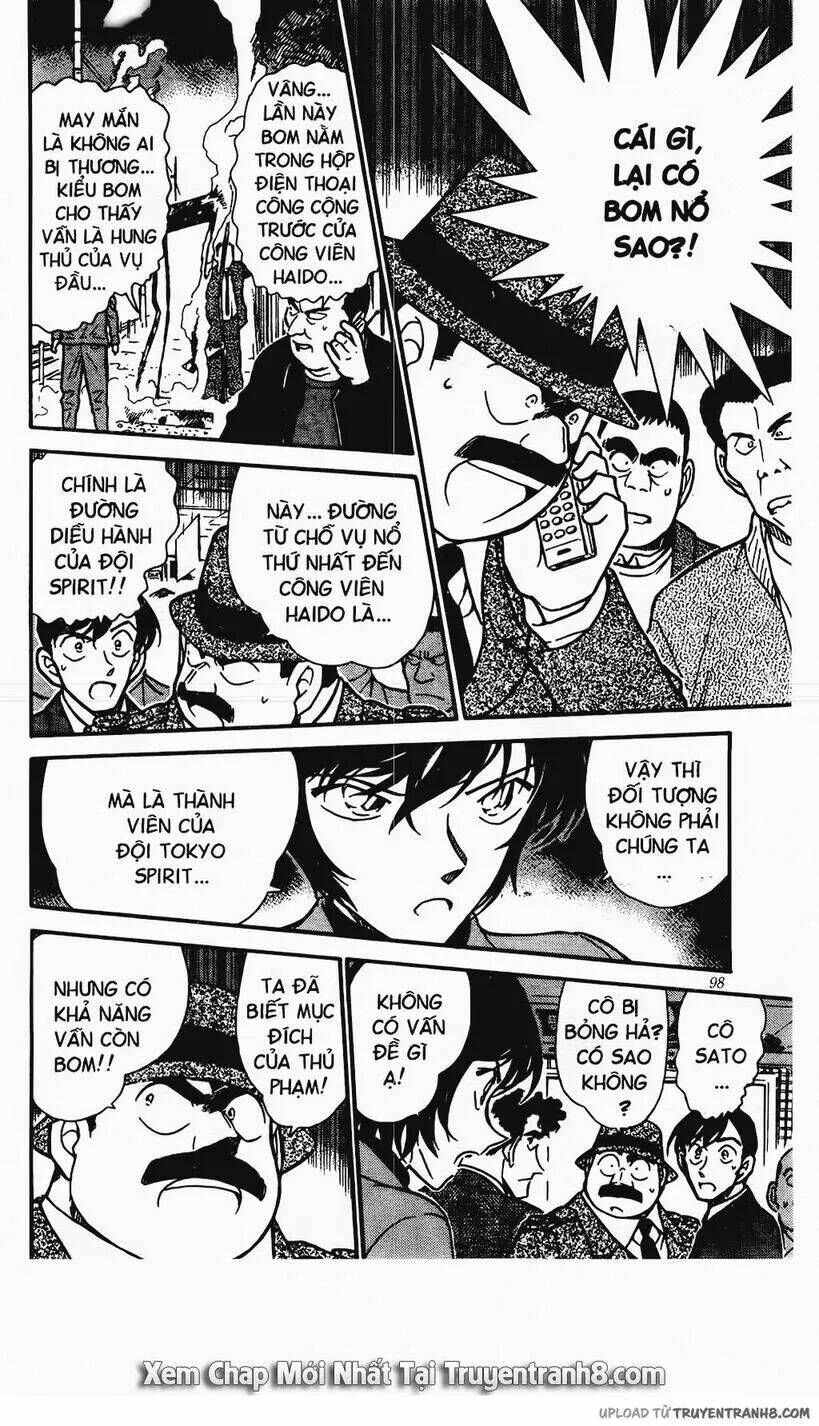 CÁI GÌ,
LẠI CÓ
BOM NỔ
SAO?!
VÂNG...
LẦN NÀY
BOM NẰM
TRONG HỘP
ĐIỆN THOẠI
CÔNG CỘNG
TRƯỚC CỬA
CÔNG VIÊN
HAIDO...
MAY MẮN
LÀ KHÔNG AI
BỊ THƯƠNG...
KIỂU BOM
CHO THẤY
VẪN LÀ HUNG
THỦ CỦA VỤ
ĐẦU...
NÀY... ĐƯỜNG
TỪ CHỖ VỤ NỔ
THỨ NHẤT ĐẾN
CÔNG VIÊN
HAIDO LÀ...
CHÍNH LÀ
ĐƯỜNG
DIỄU HÀNH
CỦA ĐỘI
SPIRIT!!
VẬY THÌ
ĐỐI TƯỢNG
KHÔNG PHẢI
CHÚNG TA
...
MÀ LÀ THÀNH
VIÊN CỦA
ĐỘI TOKYO
SPIRIT...
98
CÔ
SATO
...
CÔ BỊ
BỎNG HẢ?
CÓ SAO
KHÔNG
?
KHÔNG
CÓ VẤN
ĐỀ GÌ
Ạ!
TA ĐÃ
BIẾT MỤC
ĐÍCH
CỦA THỦ
PHẠM!
NHƯNG CÓ
KHẢ NĂNG
VẪN CÒN
BOM!!
Xem Chap Mới Nhất Tại Truyentranh8.com
UPLOAD TỪ TRUYENTRANH8.COM